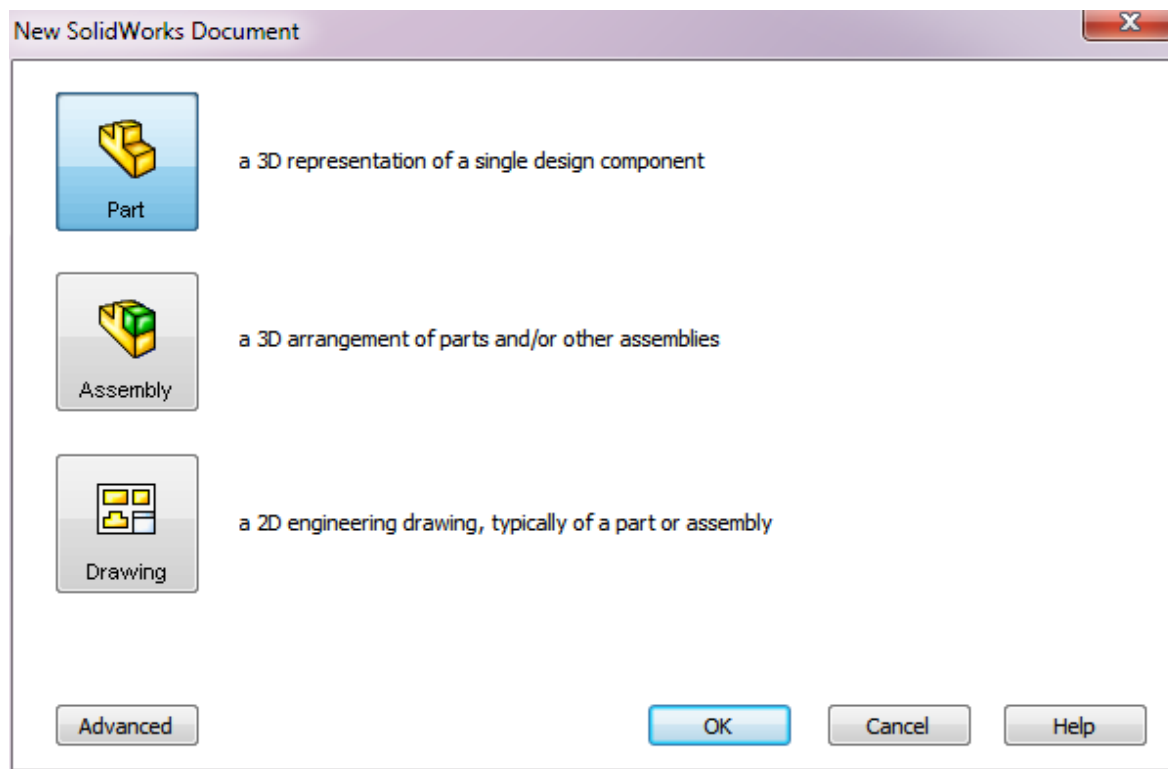 New SolidWorks Document
Part
a 3D representation of a single design component
Assembly
a 3D arrangement of parts and/or other assemblies
Drawing
a 2D engineering drawing, typically of a part or assembly
Advanced
OK
Cancel
Help